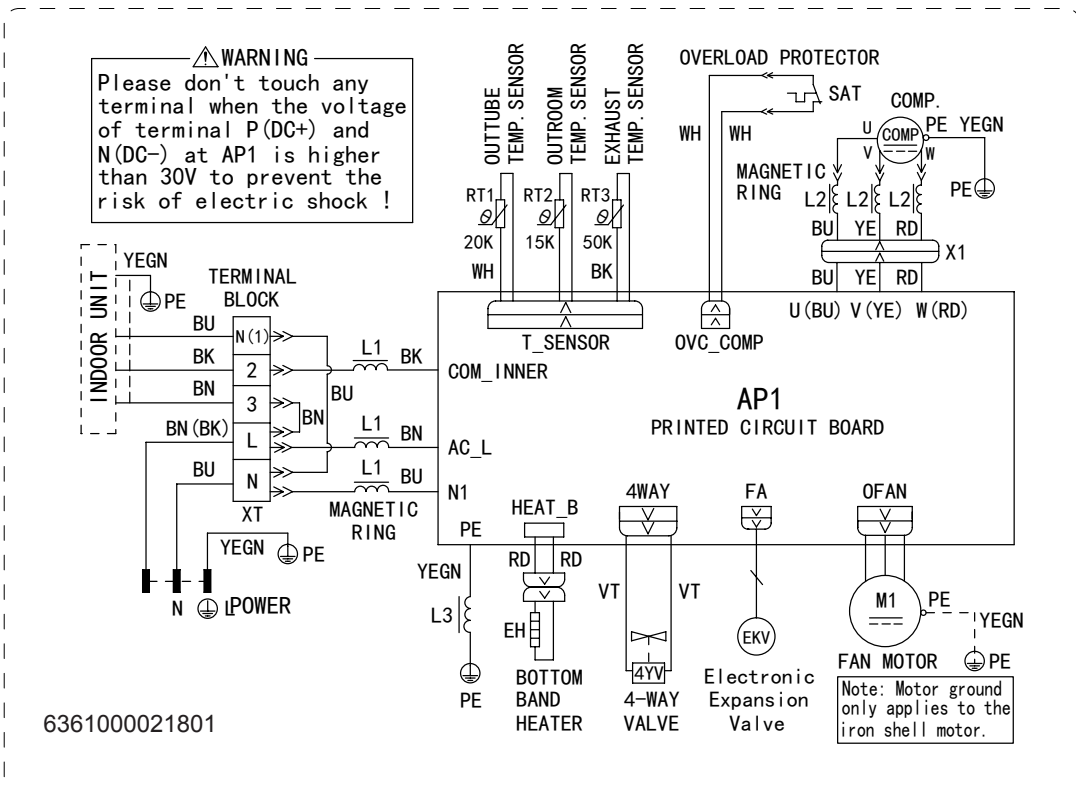 WARNING
Please don't touch any
terminal when the voltage
of terminal P(DC+) and
N(DC-) at AP1 is higher
than 30V to prevent the
risk of electric shock !
OUTTUBE
TEMP. SENSOR
OUTROOM
TEMP. SENSOR
EXHAUST
TEMP. SENSOR
RT1
RT2
RT3
θ
θ
θ
20K
15K
50K
WH
BK
T_SENSOR
OVERLOAD PROTECTOR
SAT
WH
WH
OVC_COMP
COMP.
COMP
U
V
W
PE
YEGN
PE
MAGNETIC
RING
L2
L2
L2
BU
YE
RD
X1
BU
YE
RD
U(BU)
V(YE)
W(RD)
INDOOR UNIT
YEGN
PE
TERMINAL
BLOCK
BU
N(1)
BK
2
BN
3
BN(BK)
L
BU
N
XT
BU
BN
L1
BK
COM_INNER
L1
BN
AC_L
L1
BU
N1
MAGNETIC
RING
YEGN
PE
N
L
POWER
AP1
PRINTED CIRCUIT BOARD
PE
YEGN
L3
PE
HEAT_B
RD
RD
EH
BOTTOM
BAND
HEATER
4WAY
VT
VT
4YV
4-WAY
VALVE
FA
EKV
Electronic
Expansion
Valve
OFAN
M1
PE
YEGN
PE
FAN MOTOR
Note: Motor ground
only applies to the
iron shell motor.
6361000021801